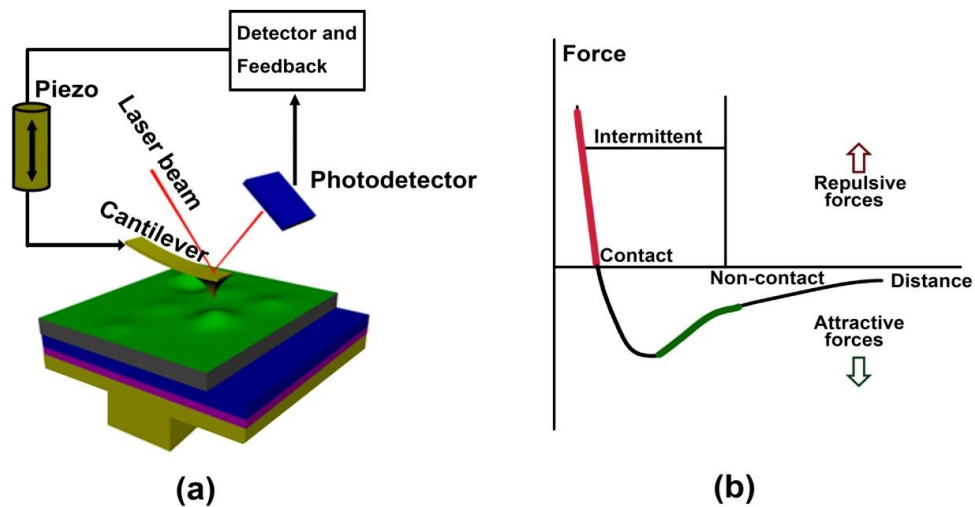 Detector and
Feedback
Piezo
Laser beam
Photodetector
Cantilever
(a)
Force
Intermittent
Repulsive
forces
Contact
Non-contact
Distance
Attractive
forces
(b)